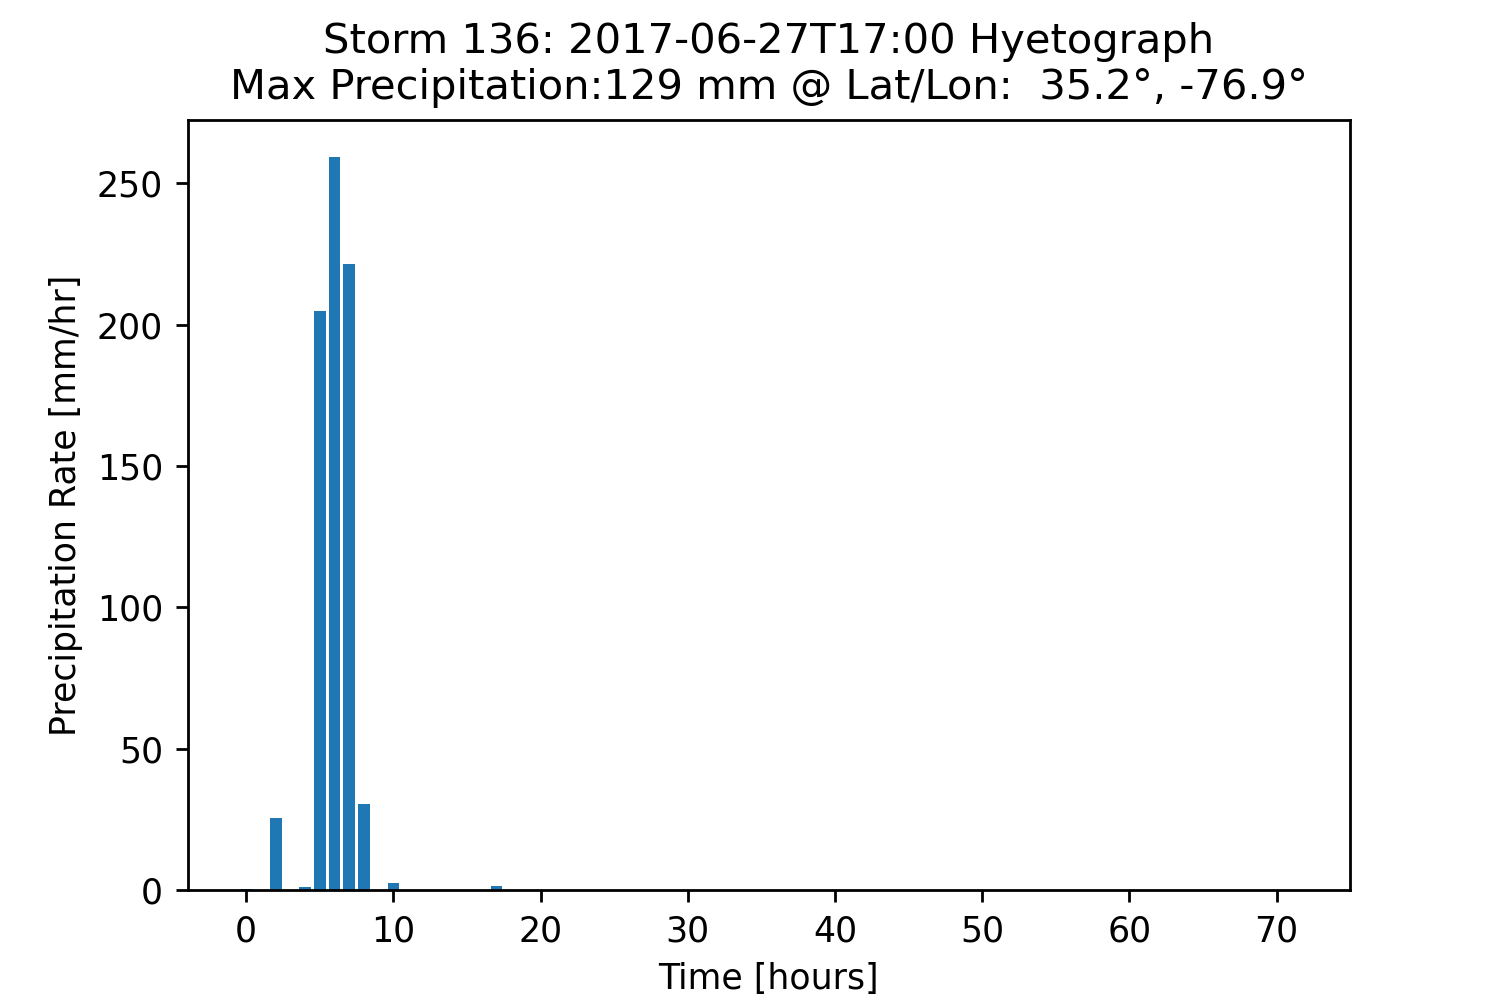 Storm 136: 2017-06-27T17:00 Hyetograph
Max Precipitation:129 mm @ Lat/Lon:  35.2°, -76.9°
Precipitation Rate [mm/hr]
250
200
150
100
50
0
0 10 20 30 40 50 60 70
Time [hours]